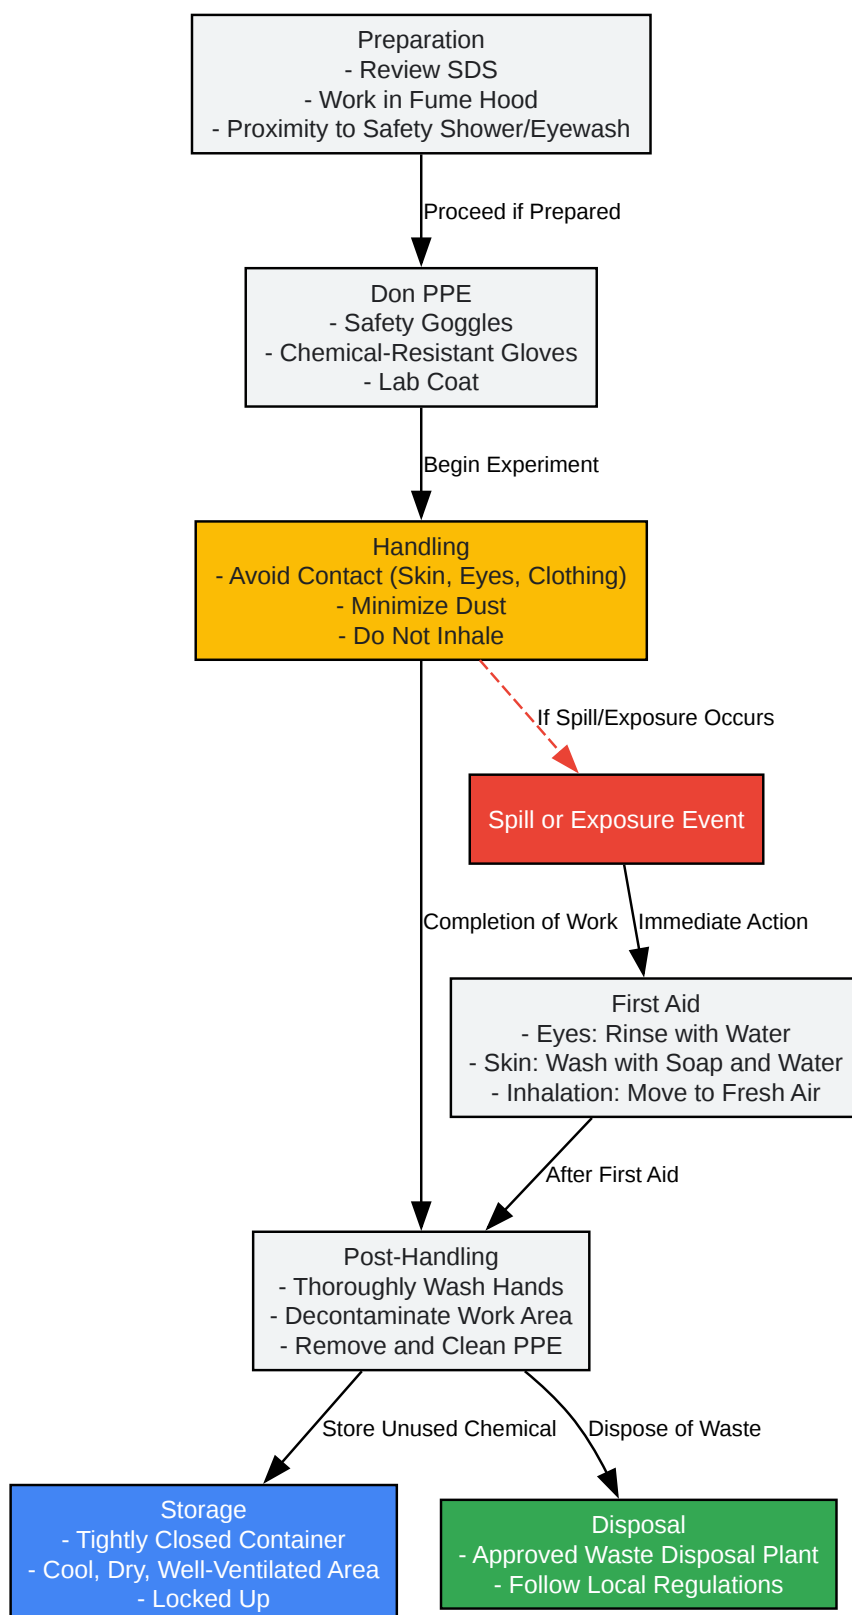 Preparation
- Review SDS
- Work in Fume Hood
- Proximity to Safety Shower/Eyewash
Proceed if Prepared
Don PPE
- Safety Goggles
- Chemical-Resistant Gloves
- Lab Coat
Begin Experiment
Handling
- Avoid Contact (Skin, Eyes, Clothing)
- Minimize Dust
- Do Not Inhale
If Spill/Exposure Occurs
Spill or Exposure Event
Completion of Work
Immediate Action
First Aid
- Eyes: Rinse with Water
- Skin: Wash with Soap and Water
- Inhalation: Move to Fresh Air
After First Aid
Post-Handling
- Thoroughly Wash Hands
- Decontaminate Work Area
- Remove and Clean PPE
Store Unused Chemical
Dispose of Waste
Storage
- Tightly Closed Container
- Cool, Dry, Well-Ventilated Area
- Locked Up
Disposal
- Approved Waste Disposal Plant
- Follow Local Regulations